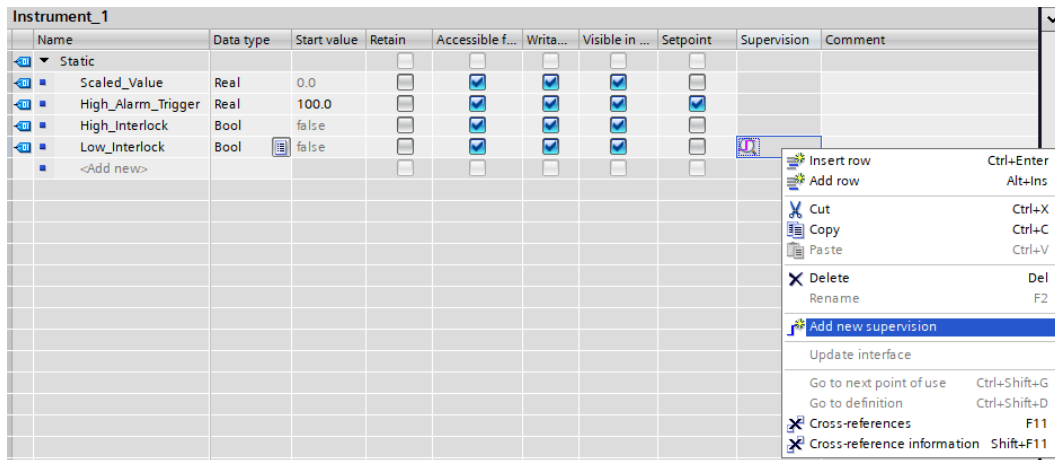 Instrument_1
Name Data type Start value Retain Accessible f... Writa... Visible in ... Setpoint Supervision Comment
Static
Scaled_Value Real 0.0
High_Alarm_Trigger Real 100.0
High_Interlock Bool false
Low_Interlock Bool false
<Add new>
Insert row Ctrl+Enter
Add row Alt+Ins
Cut Ctrl+X
Copy Ctrl+C
Paste Ctrl+V
Delete Del
Rename F2
Add new supervision
Update interface
Go to next point of use Ctrl+Shift+G
Go to definition Ctrl+Shift+D
Cross-references F11
Cross-reference information Shift+F11